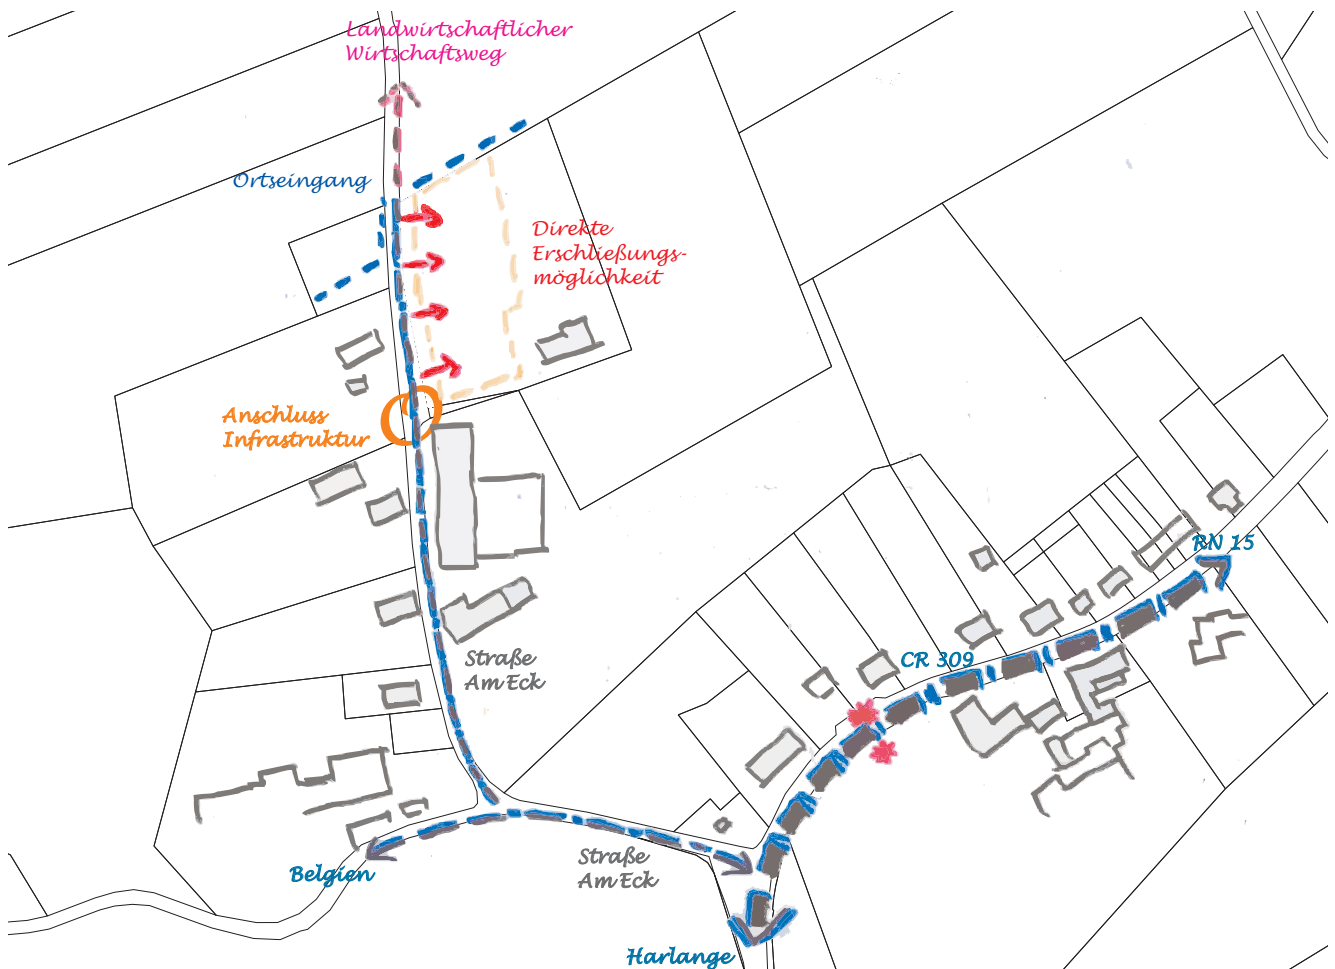 Landwirtschaftlicher
Wirtschaftsweg
Ortseingang
Direkte
Erschließungs-
möglichkeit
Anschluss
Infrastruktur
RN 15
Straße
Am Eck
CR 309
Straße
Am Eck
Belgien
Harlange